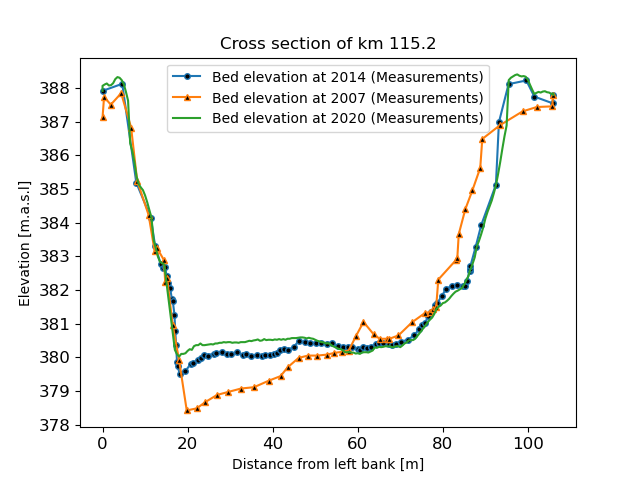 Cross section of km 115.2
Bed elevation at 2014 (Measurements)
Bed elevation at 2007 (Measurements)
Bed elevation at 2020 (Measurements)
Elevation [m.a.s.l]
388
387
386
385
384
383
382
381
380
379
378
0 20 40 60 80 100
Distance from left bank [m]